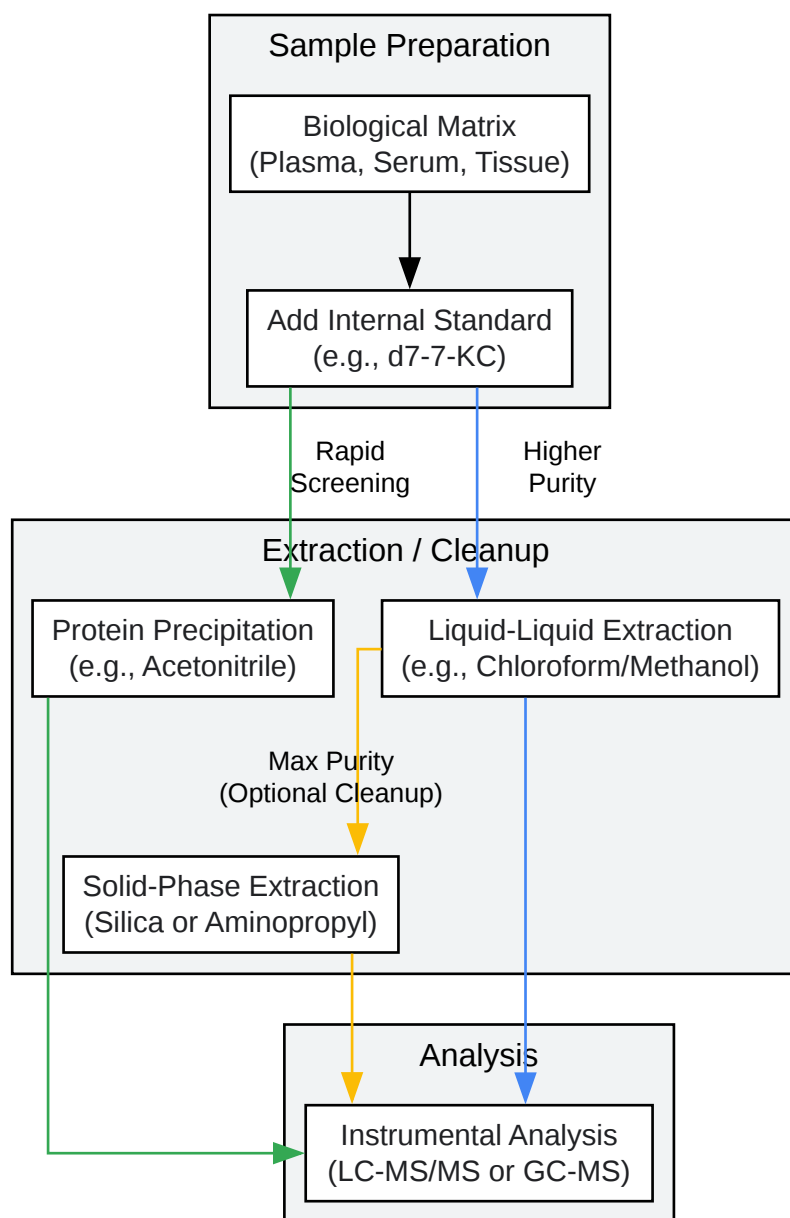 Sample Preparation
Biological Matrix
(Plasma, Serum, Tissue)
Add Internal Standard
(e.g., d7-7-KC)
Rapid
Screening
Higher
Purity
Extraction / Cleanup
Protein Precipitation
(e.g., Acetonitrile)
Liquid-Liquid Extraction
(e.g., Chloroform/Methanol)
Max Purity
(Optional Cleanup)
Solid-Phase Extraction
(Silica or Aminopropyl)
Analysis
Instrumental Analysis
(LC-MS/MS or GC-MS)